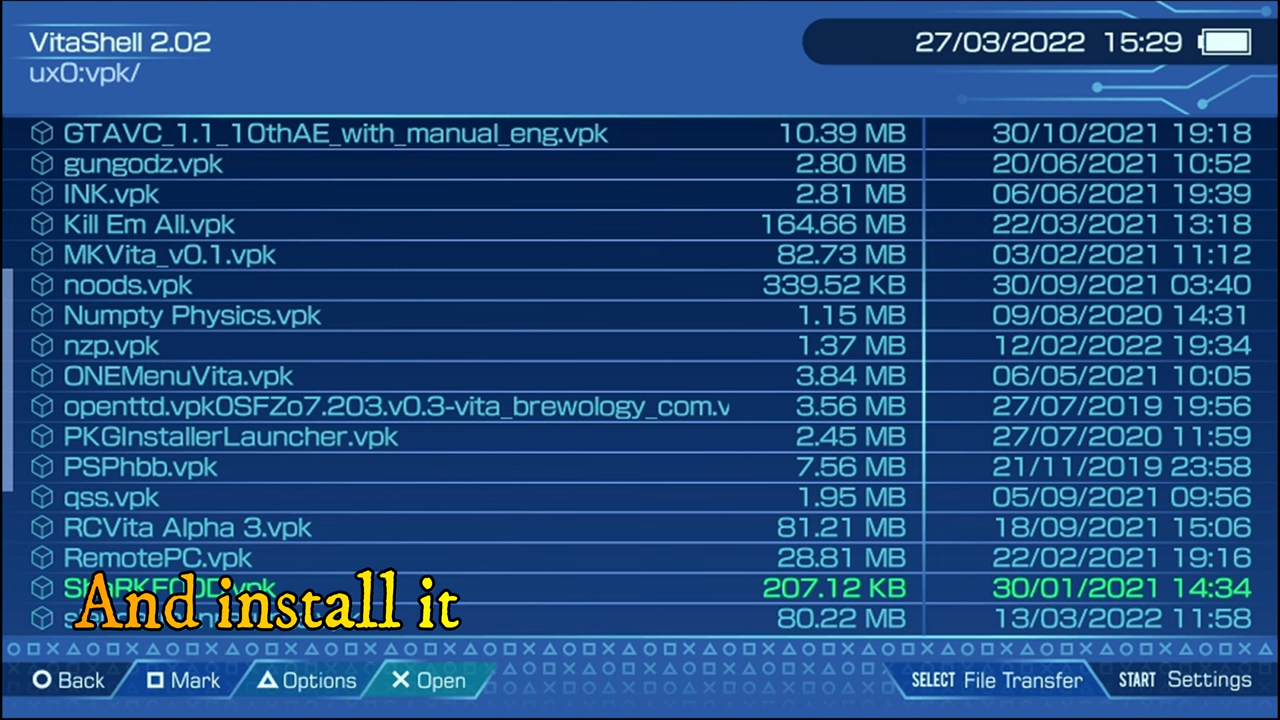 VitaShell 2.02
27/03/2022 15:29
ux0:vpk/
GTAVC_1.1_10thAE_with_manual_eng.vpk 10.39 MB 30/10/2021 19:18
gungodz.vpk 2.80 MB 20/06/2021 10:52
INK.vpk 2.81 MB 06/06/2021 19:39
Kill Em All.vpk 164.66 MB 22/03/2021 13:18
MKVita_v0.1.vpk 82.73 MB 03/02/2021 11:12
noods.vpk 339.52 KB 30/09/2021 03:40
Numpty Physics.vpk 1.15 MB 09/08/2020 14:31
nzp.vpk 1.37 MB 12/02/2022 19:34
ONEMenuVita.vpk 3.84 MB 06/05/2021 10:05
openttd.vpk0SFZo7.203.v0.3-vita_brewology_com.v 3.56 MB 27/07/2019 19:56
PKGInstallerLauncher.vpk 2.45 MB 27/07/2020 11:59
PSPhbb.vpk 7.56 MB 21/11/2019 23:58
qss.vpk 1.95 MB 05/09/2021 09:56
RCVita Alpha 3.vpk 81.21 MB 18/09/2021 15:06
RemotePC.vpk 28.81 MB 22/02/2021 19:16
ShaRKF00D.vpk 207.12 KB 30/01/2021 14:34
And install it
80.22 MB 13/03/2022 11:58
Back Mark Options Open SELECT File Transfer START Settings